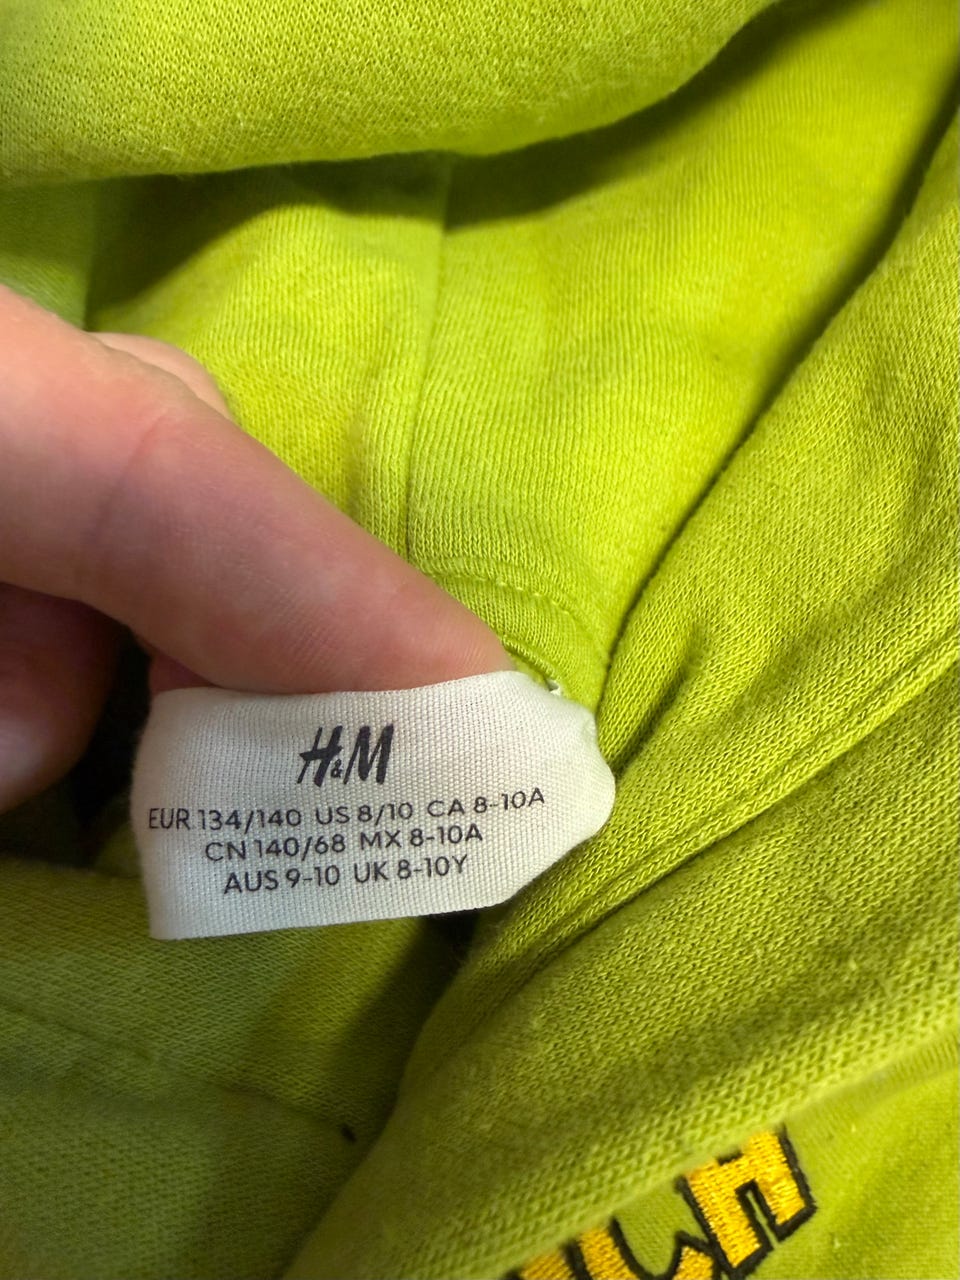 H&M
EUR 134/140 US 8/10 CA 8-10A
CN 140/68 MX 8-10A
AUS 9-10 UK 8-10Y